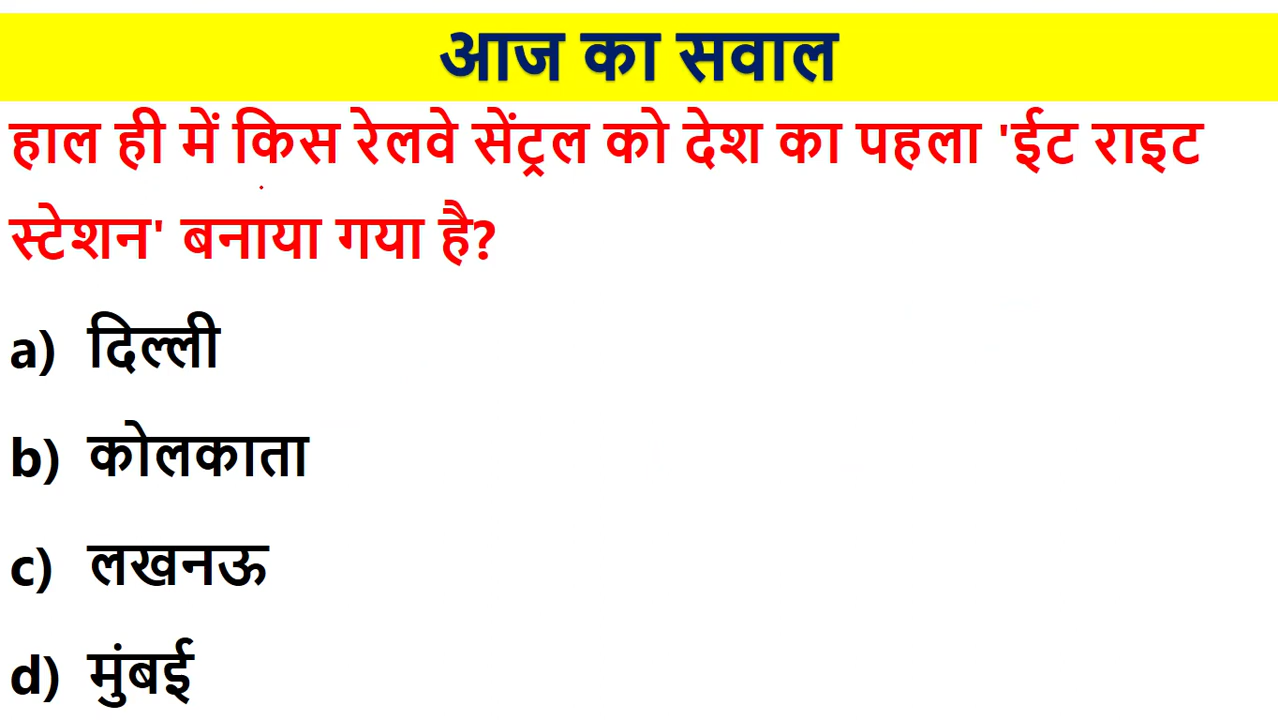 आज का सवाल
हाल ही में किस रेलवे सेंट्रल को देश का पहला 'ईट राइट
स्टेशन' बनाया गया है?
a) दिल्ली
b) कोलकाता
c) लखनऊ
d) मुंबई